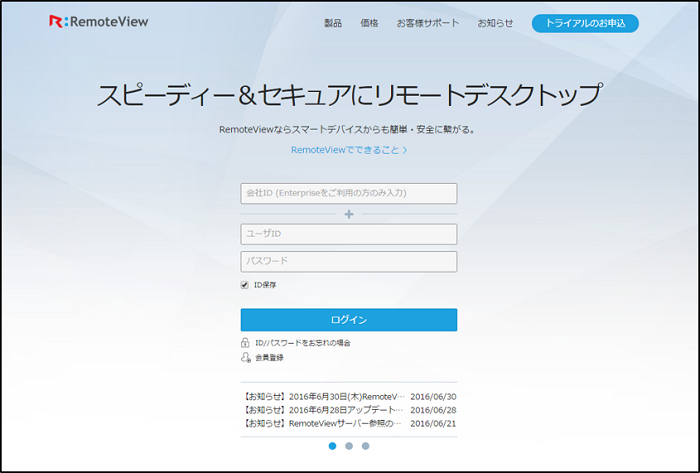 RemoteView
製品 価格 お客様サポート お知らせ トライアルのお申込
スピーディー＆セキュアにリモートデスクトップ
RemoteViewならスマートデバイスからも簡単・安全に繋がる。
RemoteViewでできること >
会社ID (Enterpriseをご利用の方のみ入力)
+
ユーザID
パスワード
ID保存
ログイン
ID/パスワードをお忘れの場合
会員登録
【お知らせ】2016年6月30日(木)RemoteV… 2016/06/30
【お知らせ】2016年6月28日アップデート… 2016/06/28
【お知らせ】RemoteViewサーバー参照の… 2016/06/21